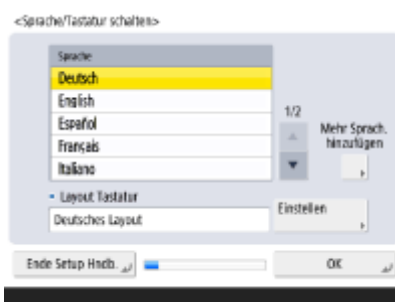 <Sprache/Tastatur schalten>
Sprache
Deutsch
English
Español
Français
Italiano
1/2
Mehr Sprach.
hinzufügen
▪ Layout Tastatur
Deutsches Layout
Einstellen
Ende Setup Hndb.
OK